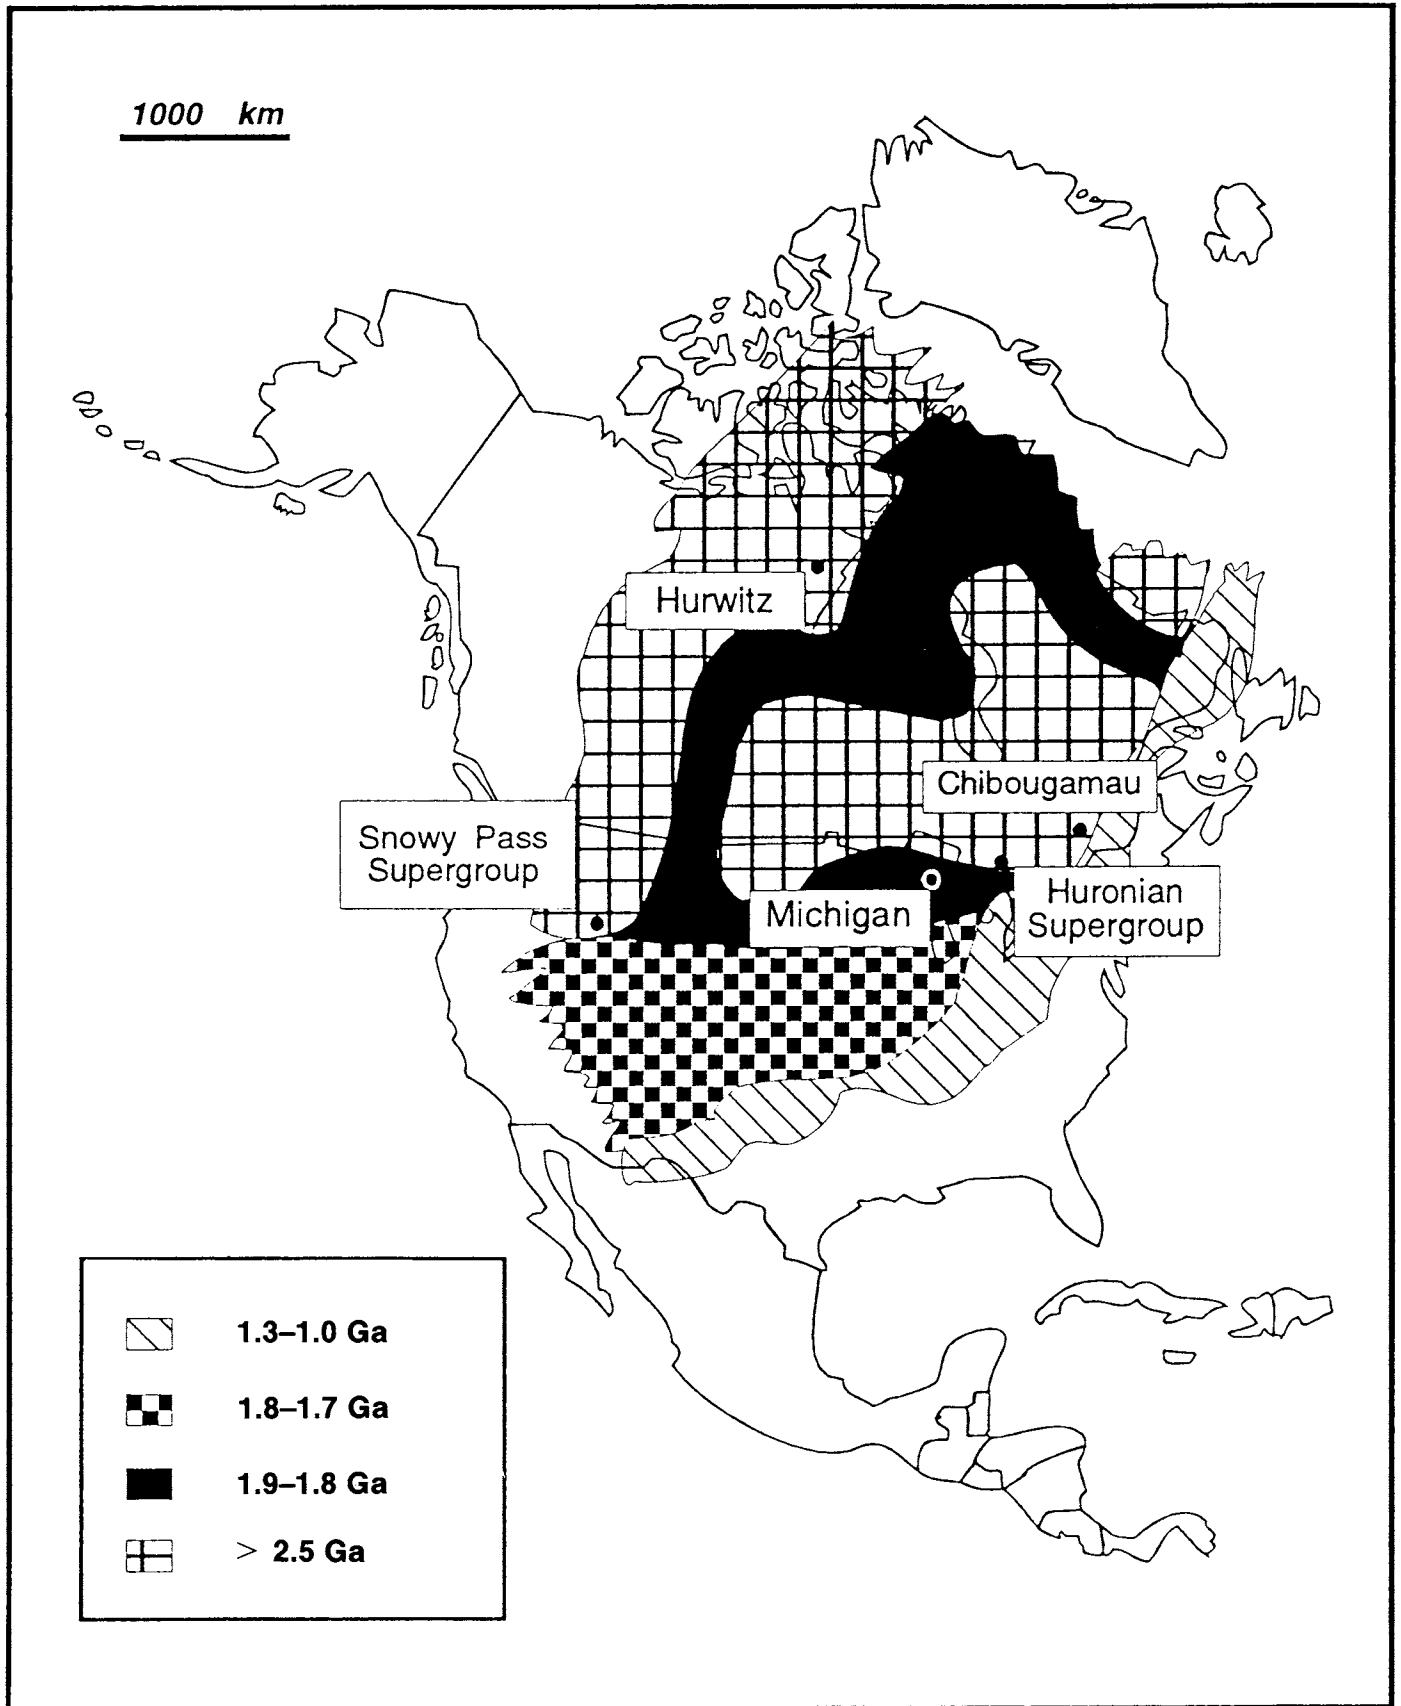 1000 km
Hurwitz
Chibougamau
Snowy Pass
Supergroup
Huronian
Supergroup
Michigan
1.3–1.0 Ga
1.8–1.7 Ga
1.9–1.8 Ga
> 2.5 Ga